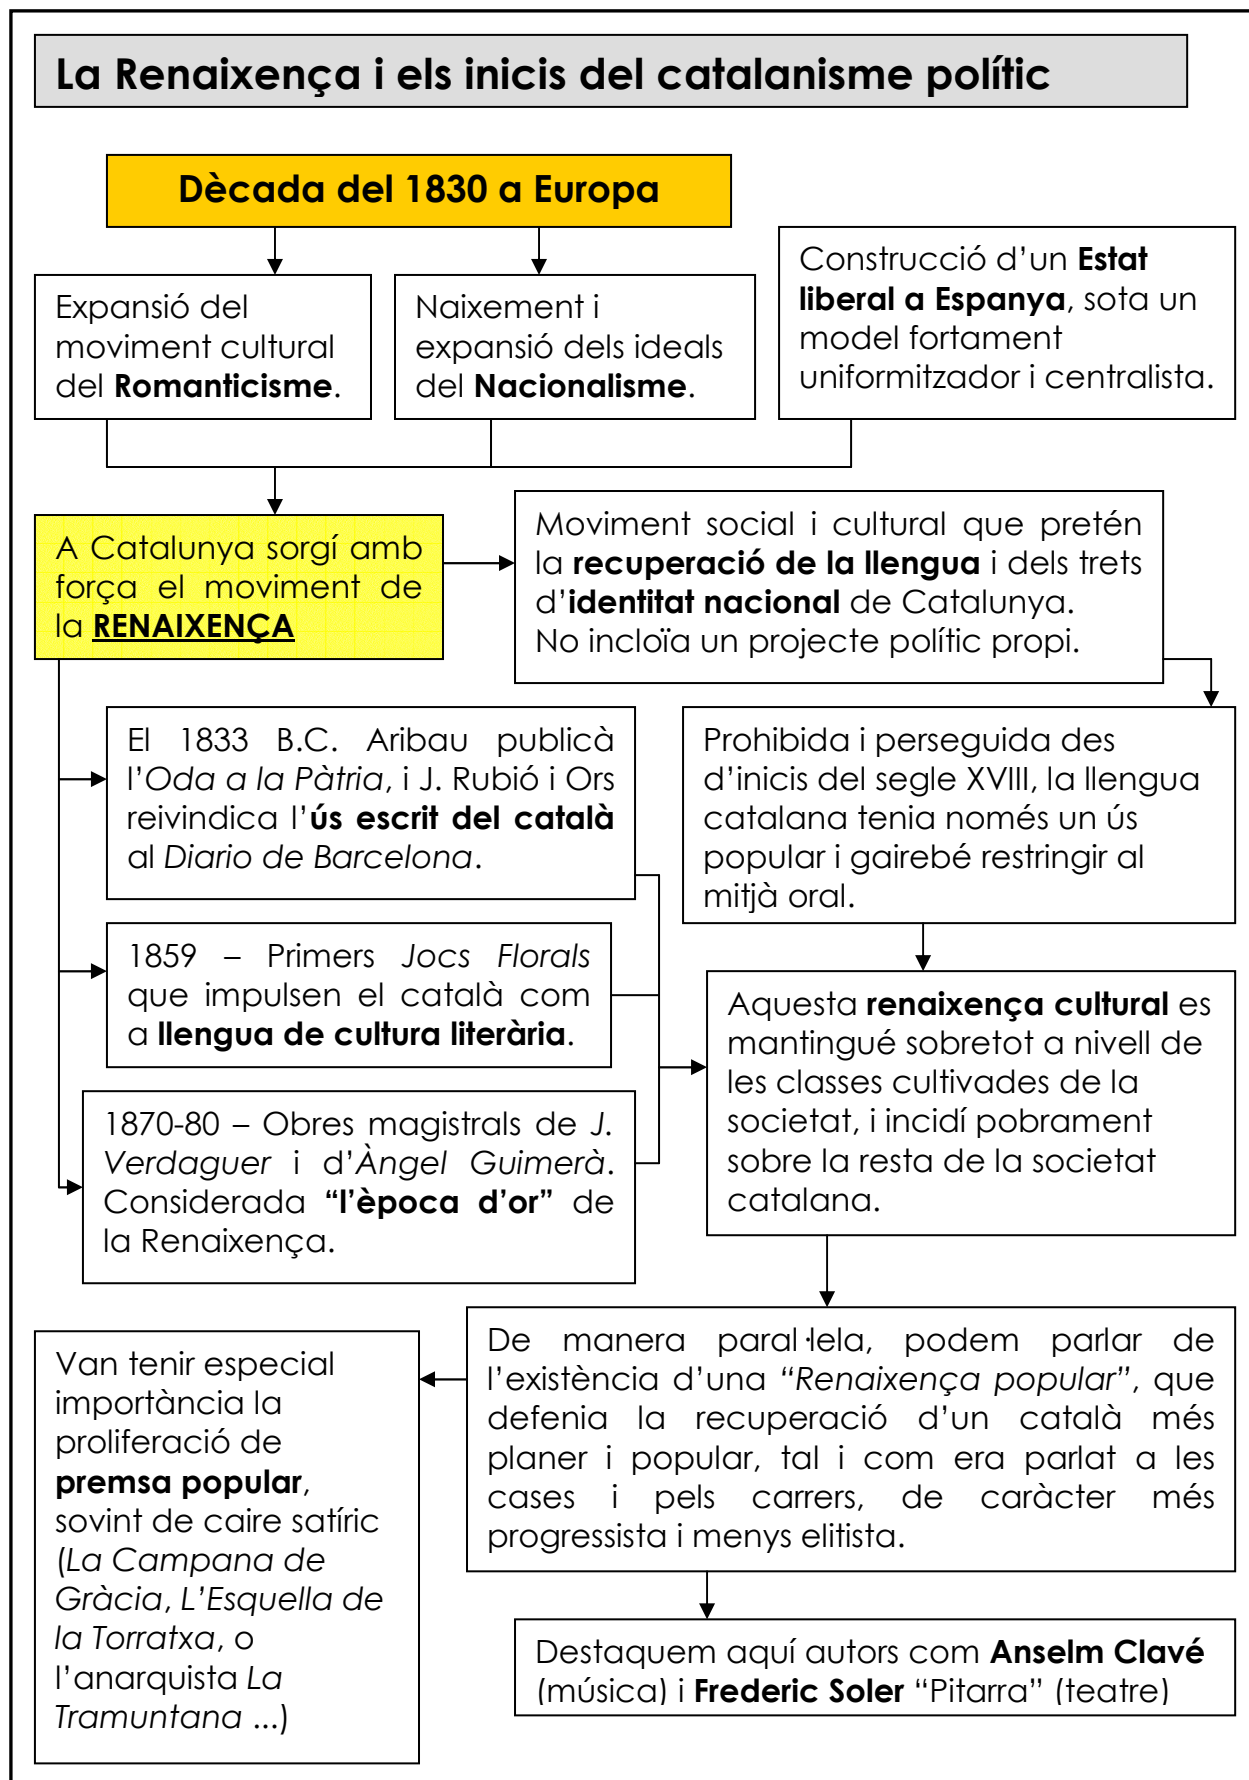 La Renaixença i els inicis del catalanisme polític
Dècada del 1830 a Europa
Expansió del
moviment cultural
del Romanticisme.
Naixement i
expansió dels ideals
del Nacionalisme.
Construcció d’un Estat
liberal a Espanya, sota un
model fortament
uniformitzador i centralista.
A Catalunya sorgí amb
força el moviment de
la RENAIXENÇA
Moviment social i cultural que pretén
la recuperació de la llengua i dels trets
d’identitat nacional de Catalunya.
No incloïa un projecte polític propi.
El 1833 B.C. Aribau publicà
l’Oda a la Pàtria, i J. Rubió i Ors
reivindica l’ús escrit del català
al Diario de Barcelona.
Prohibida i perseguida des
d’inicis del segle XVIII, la llengua
catalana tenia només un ús
popular i gairebé restringir al
mitjà oral.
1859 – Primers Jocs Florals
que impulsen el català com
a llengua de cultura literària.
Aquesta renaixença cultural es
mantingué sobretot a nivell de
les classes cultivades de la
societat, i incidí pobrament
sobre la resta de la societat
catalana.
1870-80 – Obres magistrals de J.
Verdaguer i d’Àngel Guimerà.
Considerada “l’època d’or” de
la Renaixença.
De manera paral·lela, podem parlar de
l’existència d’una “Renaixença popular”, que
defenia la recuperació d’un català més
planer i popular, tal i com era parlat a les
cases i pels carrers, de caràcter més
progressista i menys elitista.
Van tenir especial
importància la
proliferació de
premsa popular,
sovint de caire satíric
(La Campana de
Gràcia, L’Esquella de
la Torratxa, o
l’anarquista La
Tramuntana ...)
Destaquem aquí autors com Anselm Clavé
(música) i Frederic Soler “Pitarra” (teatre)